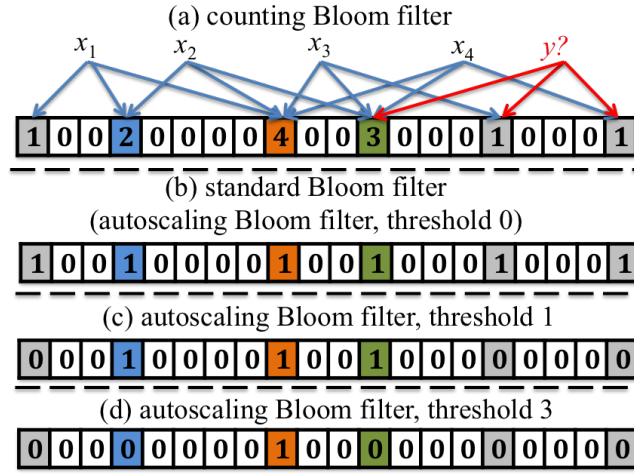 (a) counting Bloom filter
x₁ x₂ x₃ x₄ y?
1 0 0 2 0 0 0 0 4 0 0 3 0 0 0 1 0 0 0 1
(b) standard Bloom filter
(autoscaling Bloom filter, threshold 0)
1 0 0 1 0 0 0 0 1 0 0 1 0 0 0 1 0 0 0 1
(c) autoscaling Bloom filter, threshold 1
0 0 0 1 0 0 0 0 1 0 0 1 0 0 0 0 0 0 0 0
(d) autoscaling Bloom filter, threshold 3
0 0 0 0 0 0 0 0 1 0 0 0 0 0 0 0 0 0 0 0